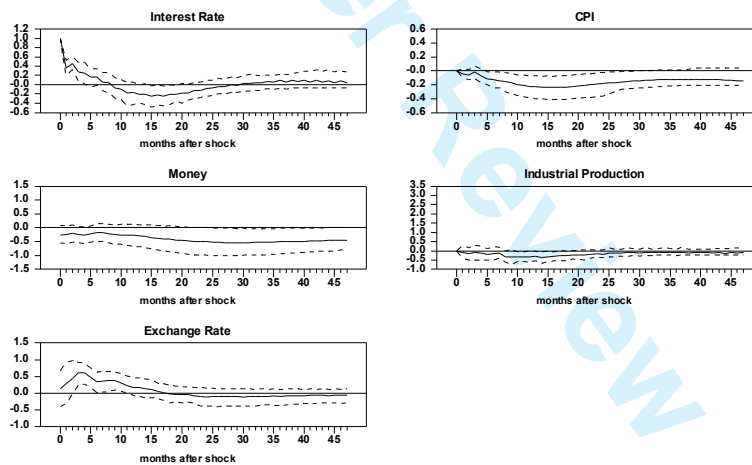 Interest Rate
1.2
1.0
0.8
0.6
0.4
0.2
-0.0
-0.2
-0.4
-0.6
0 5 10 15 20 25 30 35 40 45
months after shock
CPI
0.6
0.4
0.2
-0.0
-0.2
-0.4
-0.6
0 5 10 15 20 25 30 35 40 45
months after shock
Money
1.5
1.0
0.5
0.0
-0.5
-1.0
-1.5
0 5 10 15 20 25 30 35 40 45
months after shock
Industrial Production
3.5
3.0
2.5
2.0
1.5
1.0
0.5
0.0
-0.5
-1.0
0 5 10 15 20 25 30 35 40 45
months after shock
Exchange Rate
1.5
1.0
0.5
0.0
-0.5
-1.0
0 5 10 15 20 25 30 35 40 45
months after shock
er Review